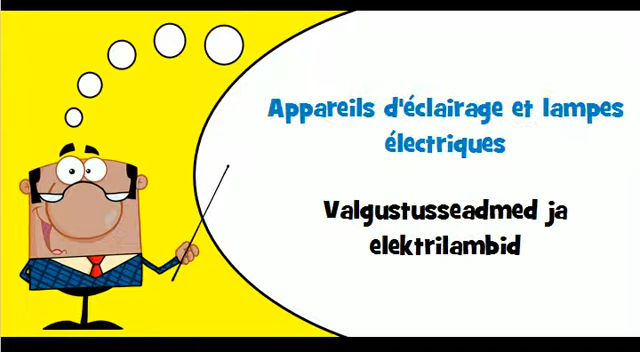 Appareils d'éclairage et lampes
électriques
Valgustusseadmed ja
elektrilambid